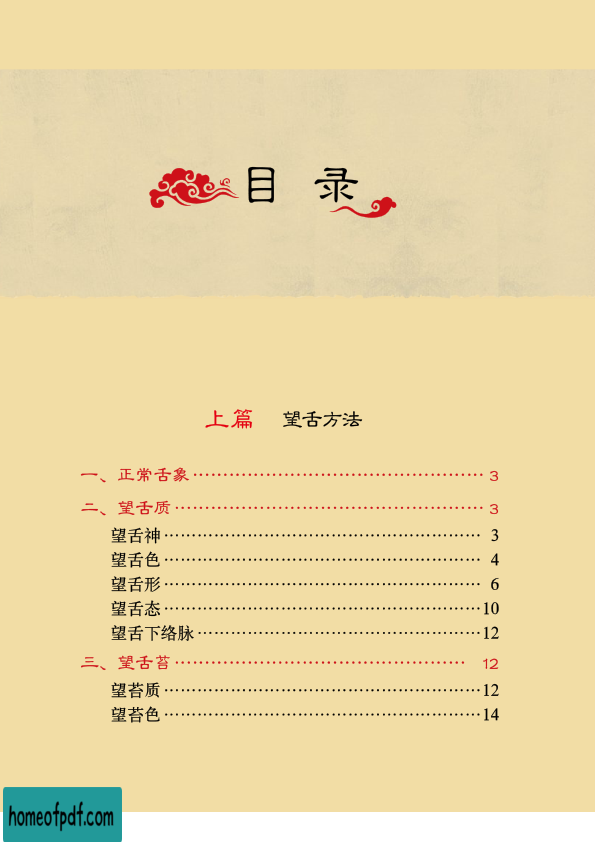 目 录
上篇 望舌方法
一、正常舌象………………………………………… 3
二、望舌质…………………………………………… 3
望舌神……………………………………………… 3
望舌色……………………………………………… 4
望舌形……………………………………………… 6
望舌态………………………………………………10
望舌下络脉…………………………………………12
三、望舌苔………………………………………… 12
望苔质………………………………………………12
望苔色………………………………………………14
homeofpdf.com